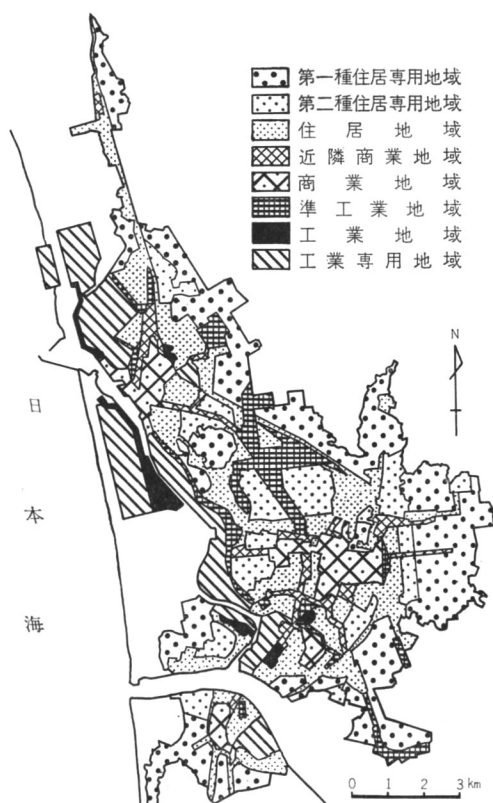 第一種住居専用地域
第二種住居専用地域
住居地域
近隣商業地域
商業地域
準工業地域
工業地域
工業専用地域
N
日本海
0 1 2 3 km